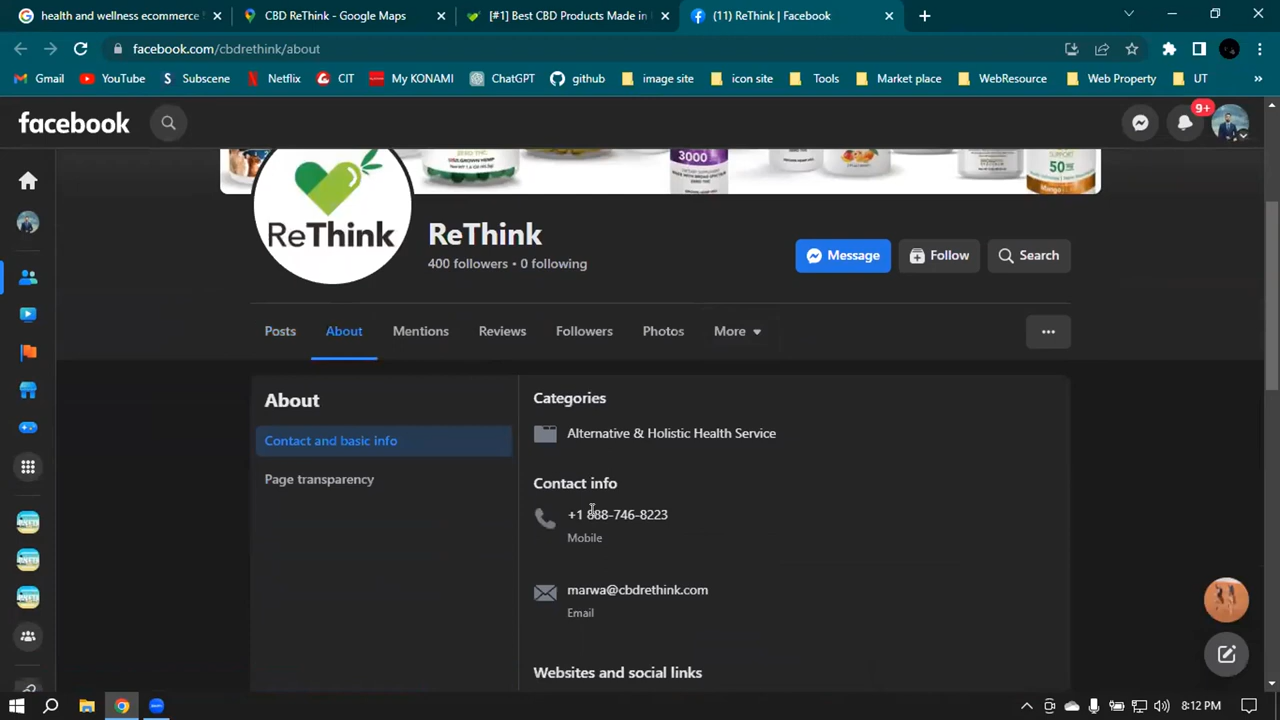 health and wellness ecommerce
CBD ReThink - Google Maps
[#1] Best CBD Products Made in
(11) ReThink | Facebook
facebook.com/cbdrethink/about
Gmail
YouTube
Subscene
Netflix
CIT
My KONAMI
ChatGPT
github
image site
icon site
Tools
Market place
WebResource
Web Property
UT
»
facebook
9+
ZERO THC
3000
50
Mango
ReThink
ReThink
400 followers • 0 following
Message
Follow
Search
Posts
About
Mentions
Reviews
Followers
Photos
More
...
About
Contact and basic info
Page transparency
Categories
Alternative & Holistic Health Service
Contact info
+1 888-746-8223
Mobile
marwa@cbdrethink.com
Email
Websites and social links
8:12 PM